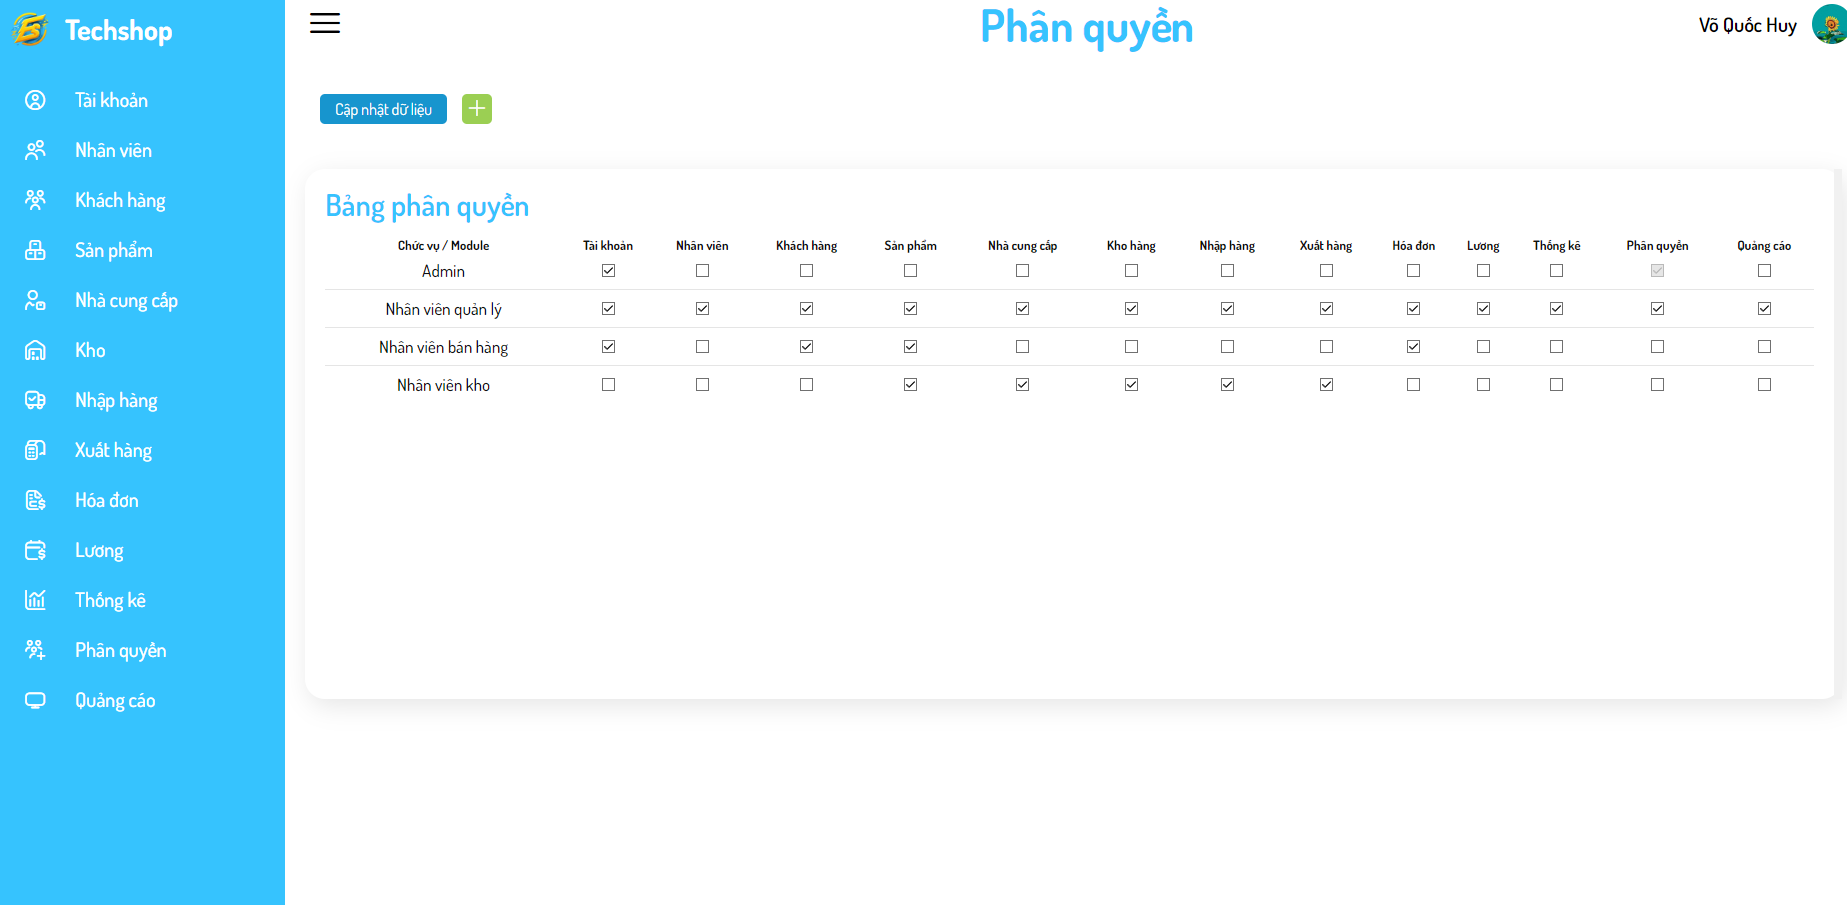 Techshop
Tài khoản
Nhân viên
Khách hàng
Sản phẩm
Nhà cung cấp
Kho
Nhập hàng
Xuất hàng
Hóa đơn
Lương
Thống kê
Phân quyền
Quảng cáo
Phân quyền
Võ Quốc Huy
Cập nhật dữ liệu
Bảng phân quyền
Chức vụ / Module Tài khoản Nhân viên Khách hàng Sản phẩm Nhà cung cấp Kho hàng Nhập hàng Xuất hàng Hóa đơn Lương Thống kê Phân quyền Quảng cáo
Admin
Nhân viên quản lý
Nhân viên bán hàng
Nhân viên kho